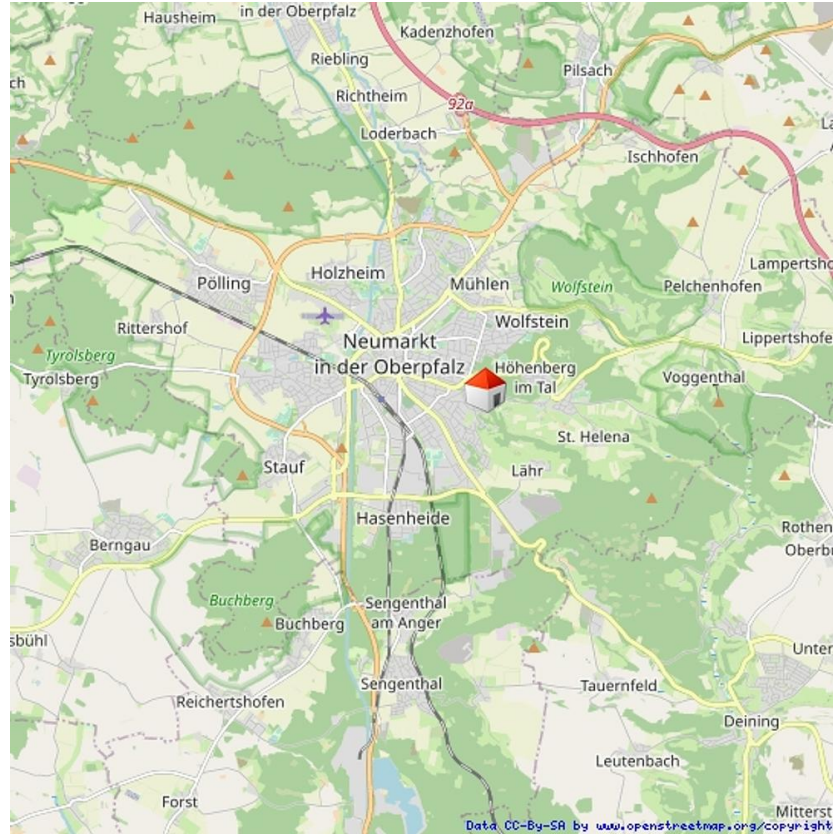 Hausheim
in der Oberpfalz
Kadenzhofen
Riebling
Pilsach
Richtheim
92a
Loderbach
Ischhofen
Lampertsho
Pölling
Holzheim
Mühlen
Wolfstein
Pelchenhofen
Rittershof
Wolfstein
Neumarkt
in der Oberpfalz
Lippertshofe
Tyrolsberg
Tyrolsberg
Höhenberg
im Tal
Voggenthal
St. Helena
Stauf
Lähr
Hasenheide
Rothen
Berngau
Oberbu
Buchberg
Sengenthal
am Anger
Buchberg
sbühl
Unter
Sengenthal
Tauernfeld
Reichertshofen
Deining
Leutenbach
Forst
Mitterst
Data CC-By-SA by www.openstreetmap.org/copyright